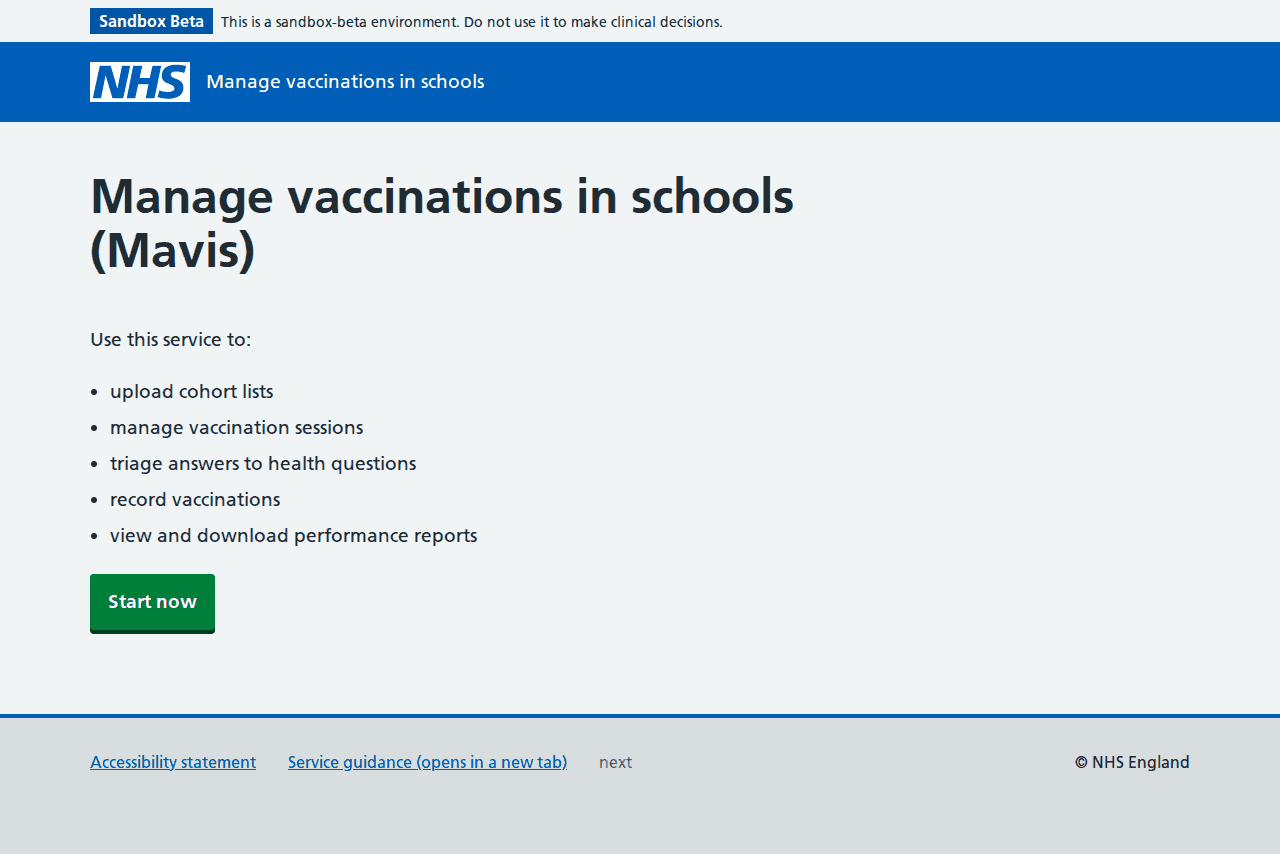 Sandbox Beta This is a sandbox-beta environment. Do not use it to make clinical decisions.
NHS Manage vaccinations in schools
Manage vaccinations in schools
(Mavis)
Use this service to:
• upload cohort lists
• manage vaccination sessions
• triage answers to health questions
• record vaccinations
• view and download performance reports
Start now
Accessibility statement Service guidance (opens in a new tab) next © NHS England